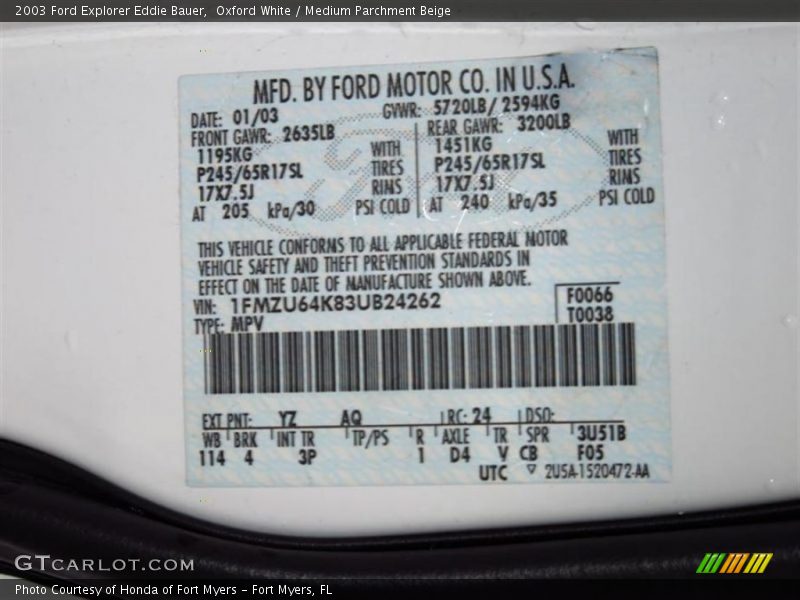 2003 Ford Explorer Eddie Bauer,  Oxford White / Medium Parchment Beige
MFD. BY FORD MOTOR CO. IN U.S.A.
DATE: 01/03 GVWR: 5720LB/ 2594KG
FRONT GAWR: 2635LB REAR GAWR: 3200LB
1195KG WITH 1451KG WITH
P245/65R17SL TIRES P245/65R17SL TIRES
17X7.5J RINS 17X7.5J RINS
AT 205 kPa/30 PSI COLD AT 240 kPa/35 PSI COLD
THIS VEHICLE CONFORMS TO ALL APPLICABLE FEDERAL MOTOR
VEHICLE SAFETY AND THEFT PREVENTION STANDARDS IN
EFFECT ON THE DATE OF MANUFACTURE SHOWN ABOVE.
VIN: 1FMZU64K83UB24262 F0066
TYPE: MPV T0038
EXT PNT: YZ AQ RC: 24 DSO:
WB BRK INT TR TP/PS R AXLE TR SPR 3U51B
114 4 3P 1 D4 V CB F05
UTC ▽ 2U5A-1520472-AA
GTCARLOT.COM
Photo Courtesy of Honda of Fort Myers - Fort Myers, FL